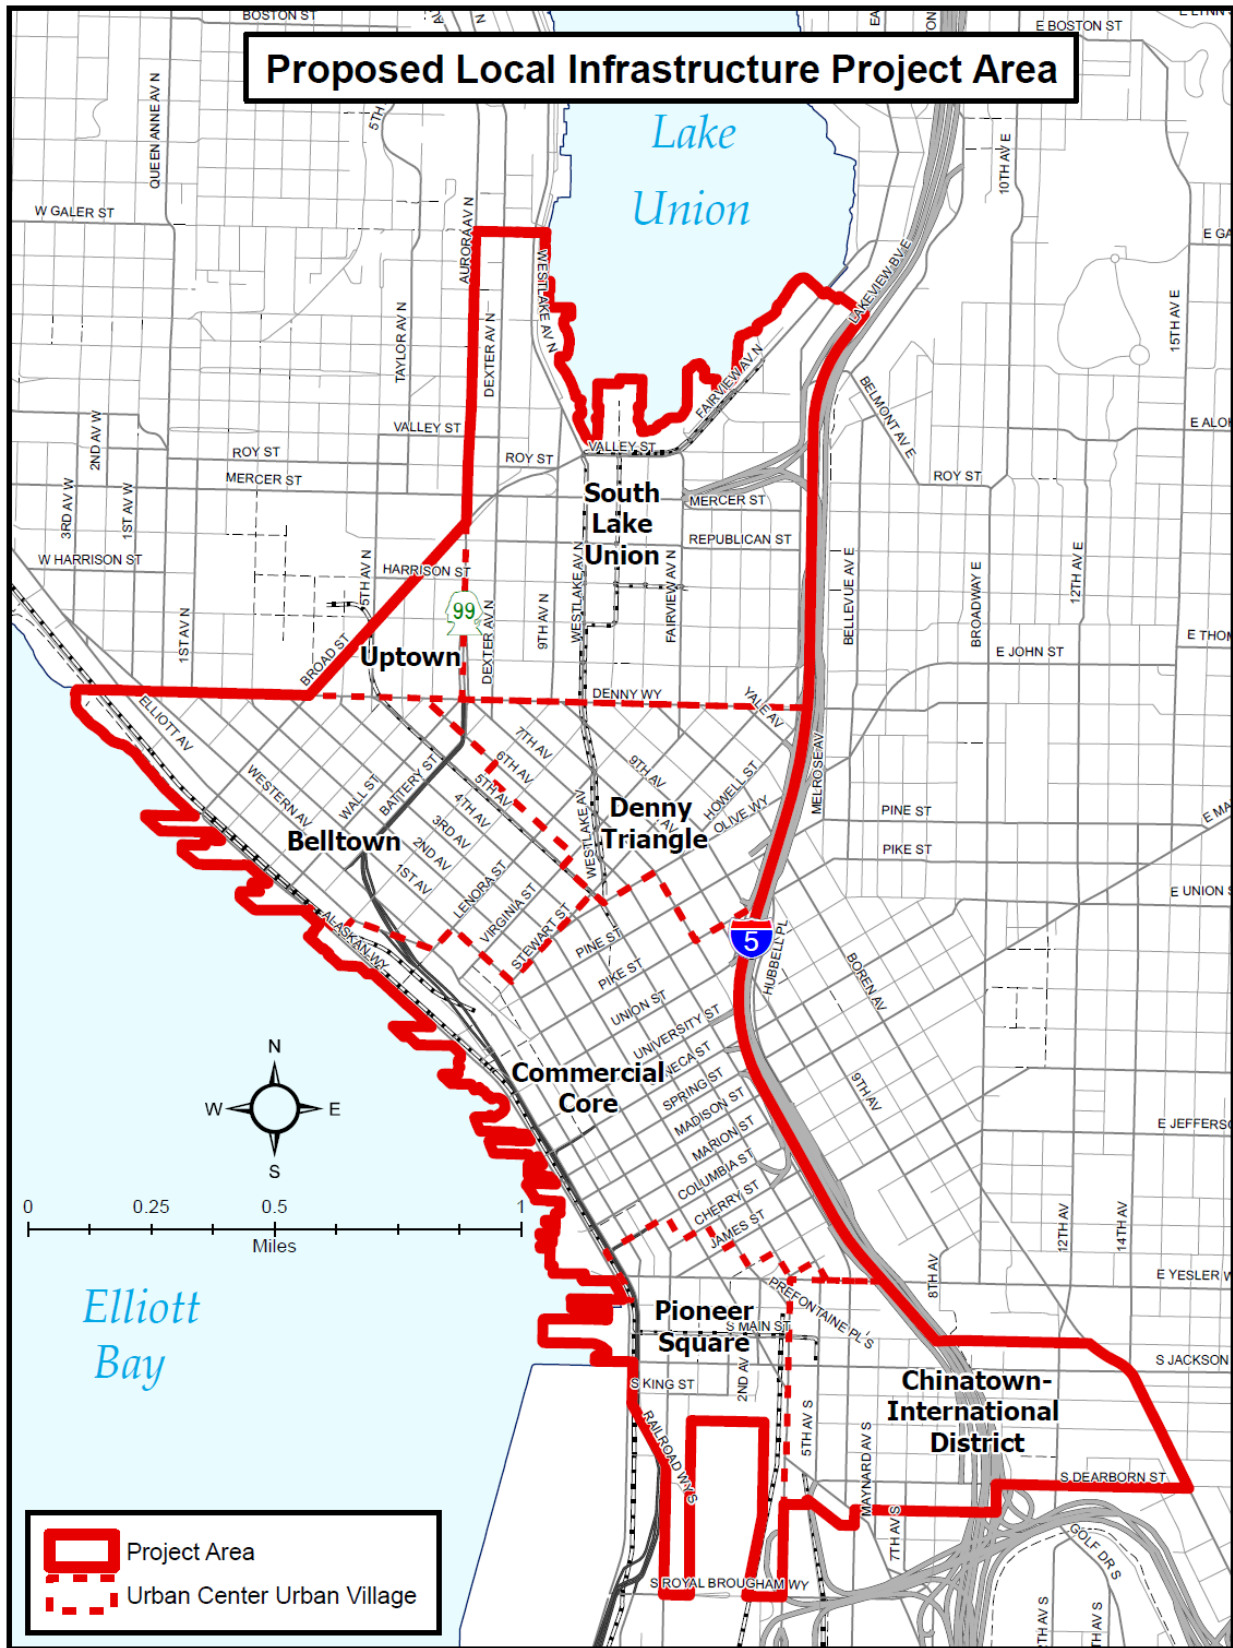 BOSTON ST
N
E BOSTON ST
Proposed Local Infrastructure Project Area
QUEEN ANNE AV N
5TH
Lake
Union
10TH AV E
W GALER ST
AURORA AV N
WESTLAKE AV N
LAKEVIEW BV E
E GA
TAYLOR AV N
DEXTER AV N
15TH AV E
FAIRVIEW AV N
BELMONT AV E
2ND AV W
VALLEY ST
VALLEY ST
E ALO
ROY ST
ROY ST
ROY ST
MERCER ST
MERCER ST
3RD AV W
1ST AV W
South
Lake
Union
REPUBLICAN ST
W HARRISON ST
HARRISON ST
5TH AV N
WESTLAKE AV N
FAIRVIEW AV N
BELLEVUE AV E
BROADWAY E
12TH AV E
99
1ST AV N
DEXTER AV N
9TH AV N
E THOM
BROAD ST
Uptown
E JOHN ST
DENNY WY
YALE AV
ELLIOTT AV
7TH AV
6TH AV
5TH AV
4TH AV
3RD AV
2ND AV
1ST AV
9TH AV
HOWELL ST
OLIVE WY
MELROSE AV
WESTERN AV
WALL ST
BATTERY ST
Denny
Triangle
PINE ST
E MA
Belltown
WESTLAKE AV
PIKE ST
LENORA ST
VIRGINIA ST
STEWART ST
E UNION S
ALASKAN WY
PINE ST
PIKE ST
UNION ST
UNIVERSITY ST
5
HUBBELL PL
BOREN AV
N
W
E
S
Commercial
Core
NECA ST
SPRING ST
MADISON ST
MARION ST
COLUMBIA ST
CHERRY ST
JAMES ST
9TH AV
E JEFFERS
0
0.25
0.5
1
Miles
12TH AV
14TH AV
8TH AV
E YESLER W
Elliott
Bay
PREFONTAINE PL S
Pioneer
Square
S MAIN ST
S JACKSON
S KING ST
2ND AV
Chinatown-
International
District
RAILROAD WY S
5TH AV S
MAYNARD AV S
7TH AV S
S DEARBORN ST
GOLF DR S
S ROYAL BROUGHAM WY
TH AV S
TH AV S
Project Area
Urban Center Urban Village